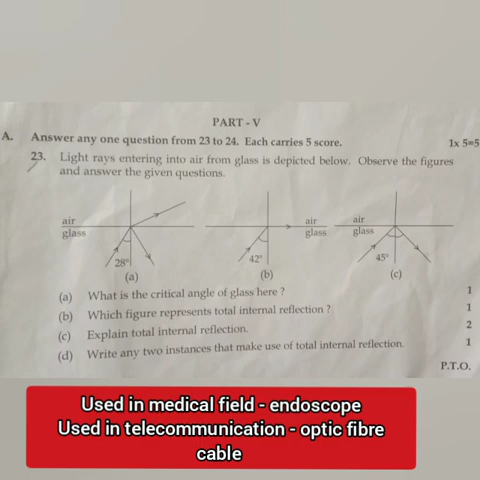 PART - V
A. Answer any one question from 23 to 24. Each carries 5 score. 1x 5=5
23. Light rays entering into air from glass is depicted below. Observe the figures
and answer the given questions.
air air air
glass glass glass
28° 42° 45°
(a) (b) (c)
(a) What is the critical angle of glass here ? 1
(b) Which figure represents total internal reflection ? 1
(c) Explain total internal reflection. 2
(d) Write any two instances that make use of total internal reflection. 1
P.T.O.
Used in medical field - endoscope
Used in telecommunication - optic fibre
cable